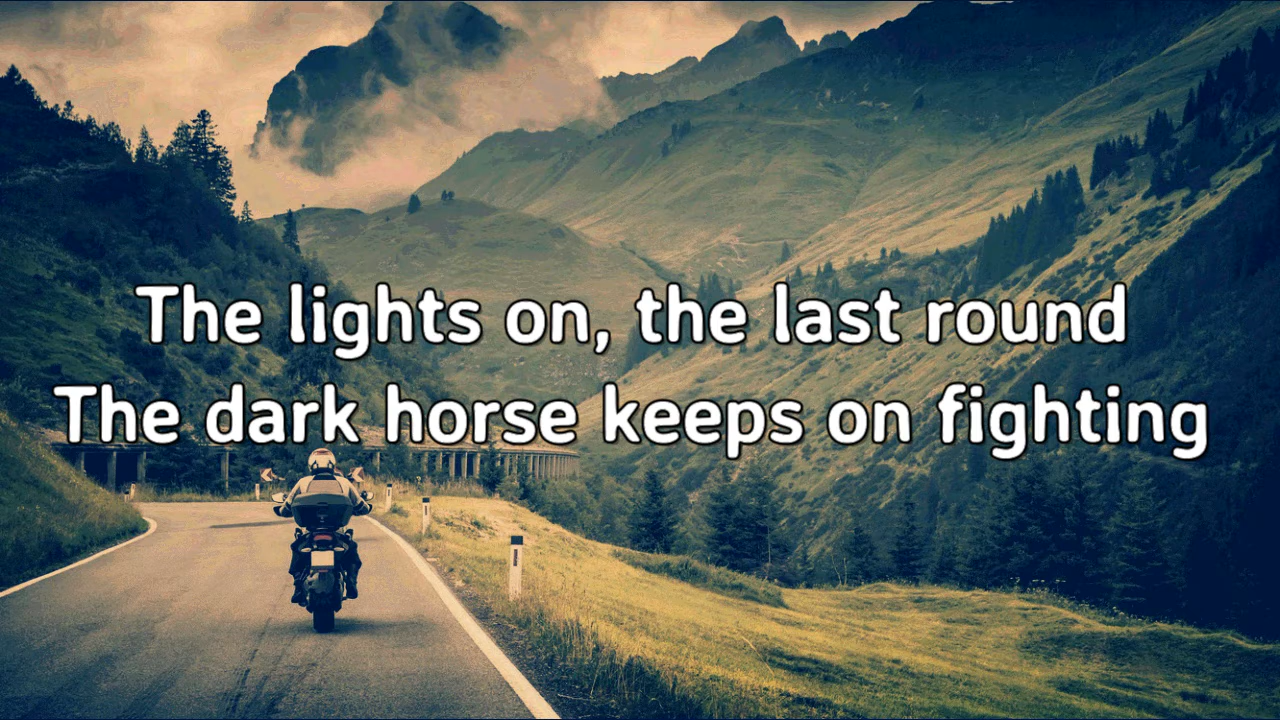 The lights on, the last round
The dark horse keeps on fighting